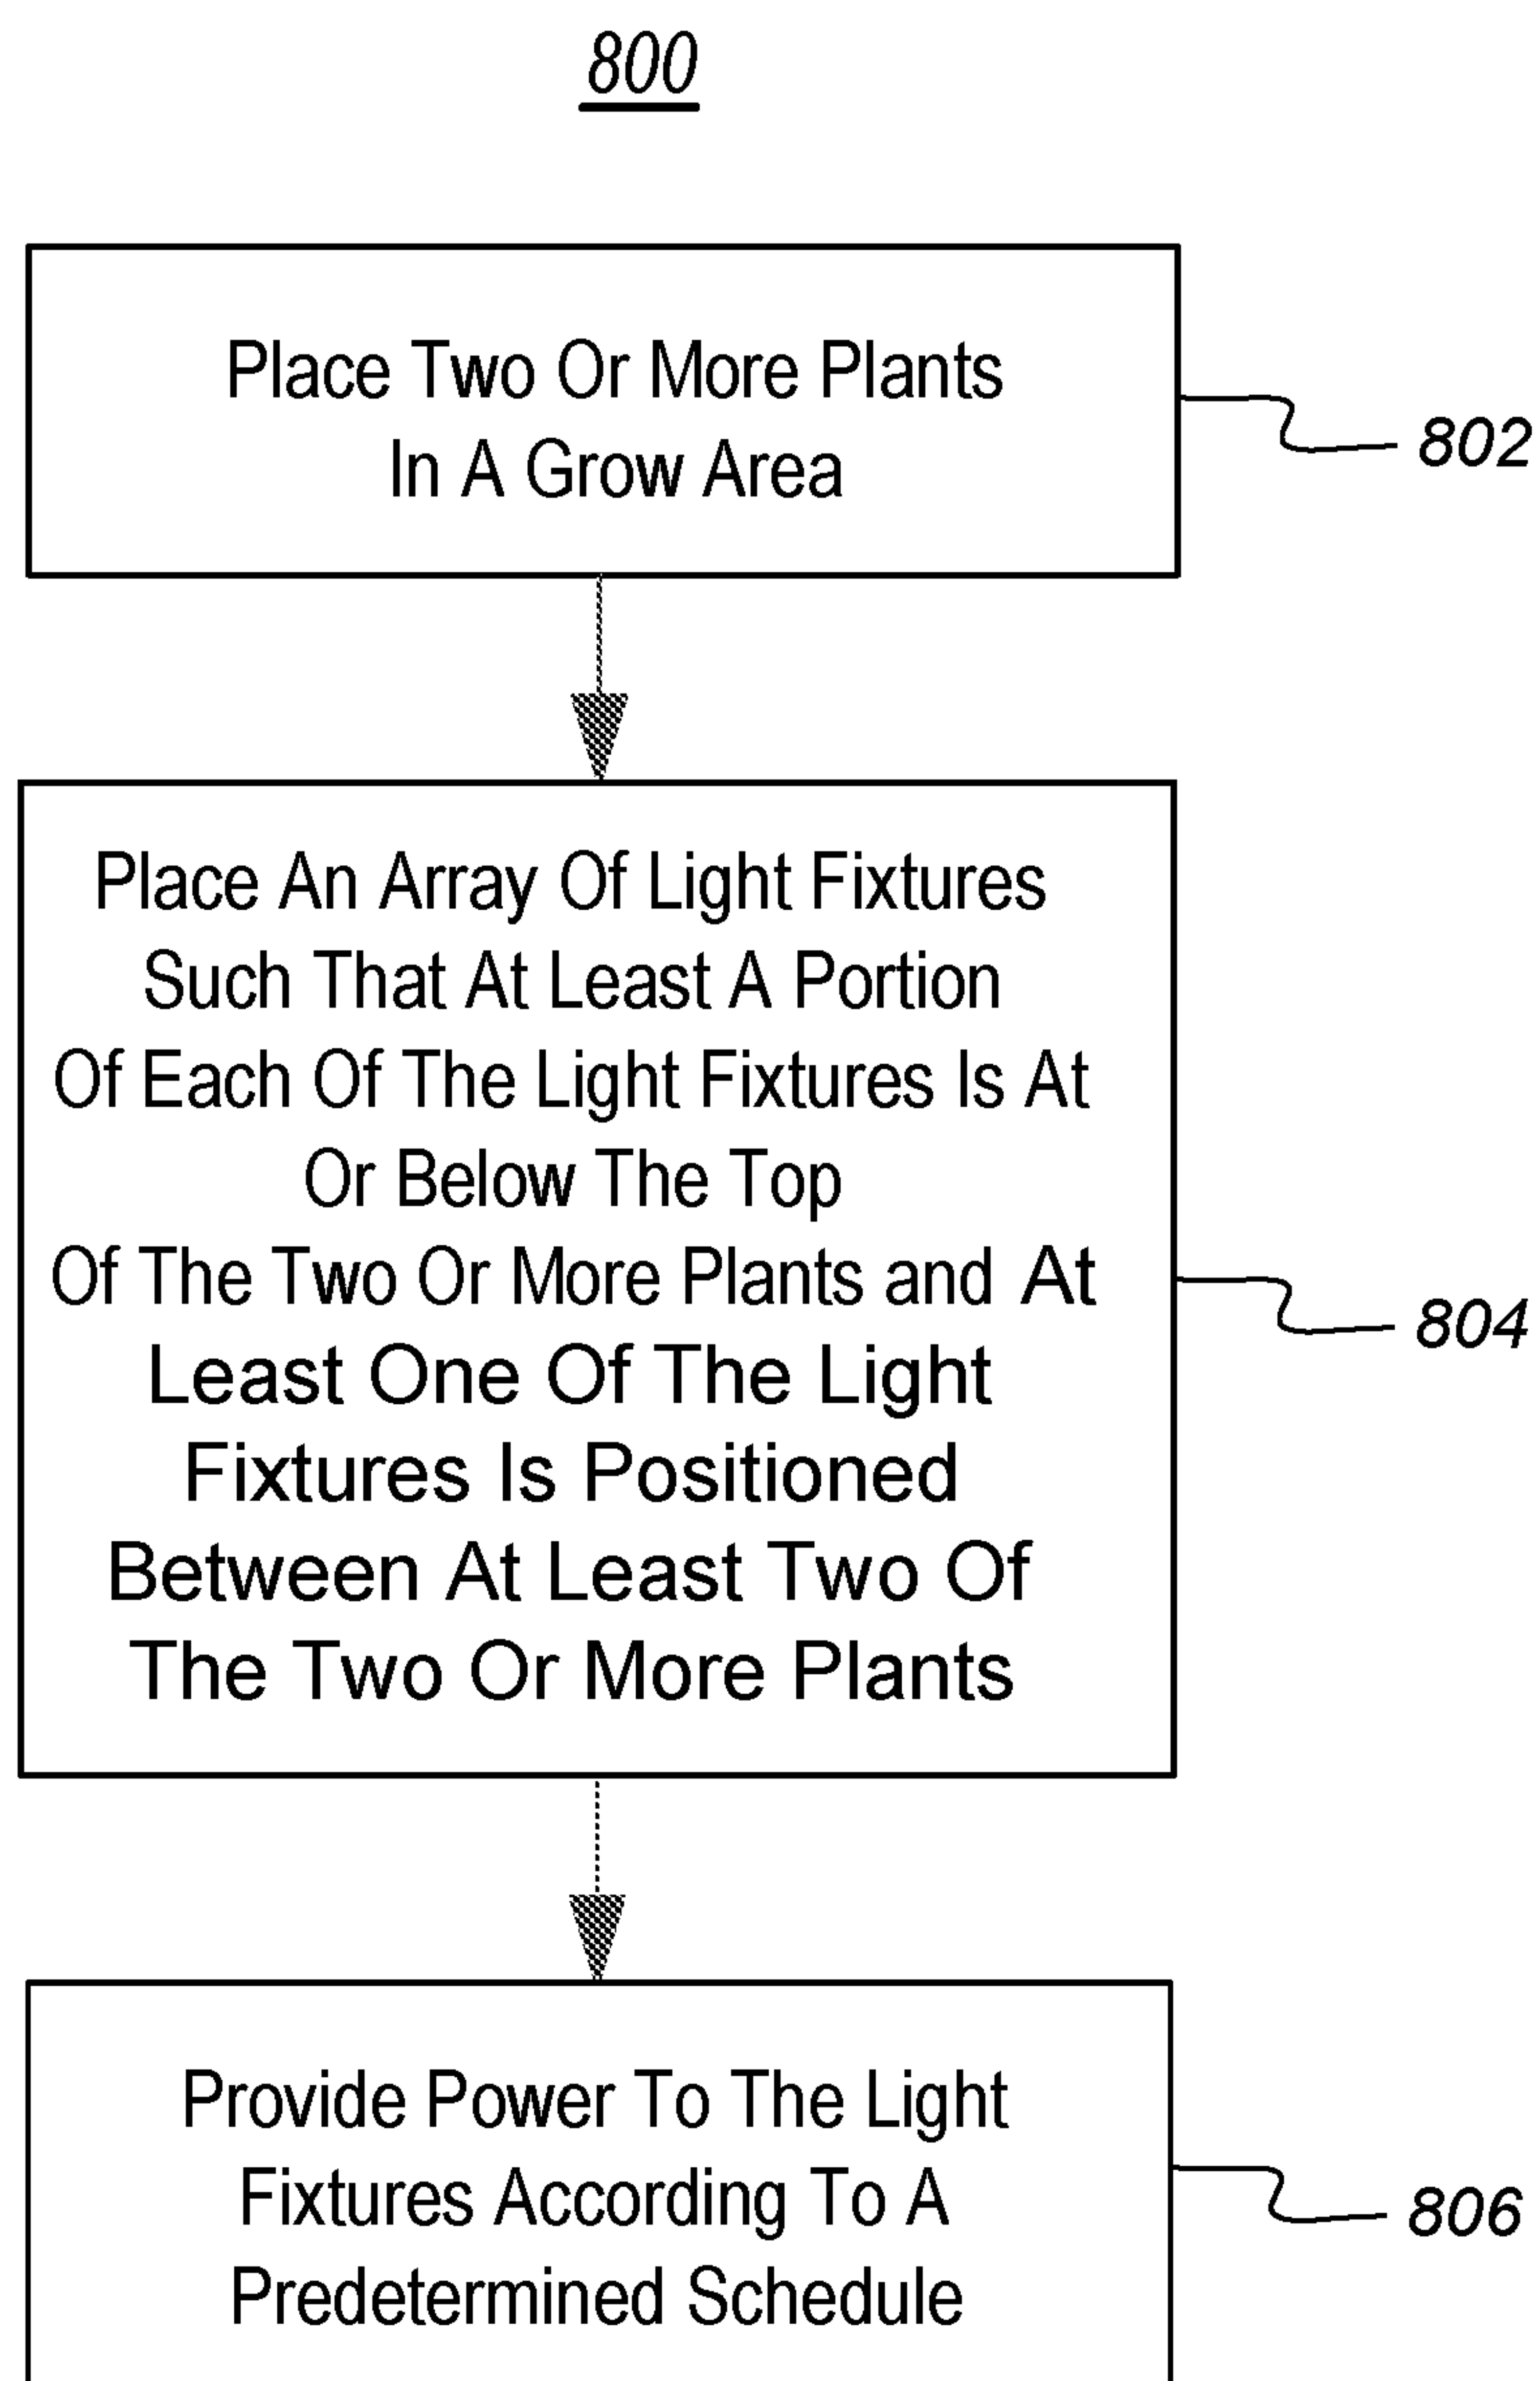 800
Place Two Or More Plants
In A Grow Area
802
Place An Array Of Light Fixtures
Such That At Least A Portion
Of Each Of The Light Fixtures Is At
Or Below The Top
Of The Two Or More Plants and At
Least One Of The Light
Fixtures Is Positioned
Between At Least Two Of
The Two Or More Plants
804
Provide Power To The Light
Fixtures According To A
Predetermined Schedule
806